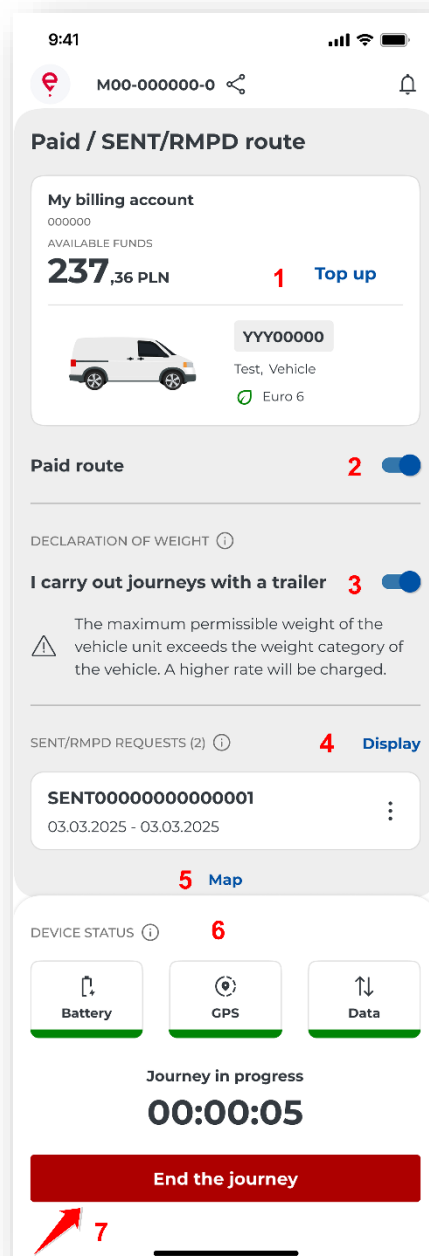 9:41
M00-000000-0
Paid / SENT/RMPD route
My billing account
000000
AVAILABLE FUNDS
237,36 PLN 1 Top up
YYY00000
Test, Vehicle
Euro 6
Paid route 2
DECLARATION OF WEIGHT
I carry out journeys with a trailer 3
The maximum permissible weight of the
vehicle unit exceeds the weight category of
the vehicle. A higher rate will be charged.
SENT/RMPD REQUESTS (2) 4 Display
SENT00000000000001
03.03.2025 - 03.03.2025
5 Map
DEVICE STATUS 6
Battery GPS Data
Journey in progress
00:00:05
End the journey
7